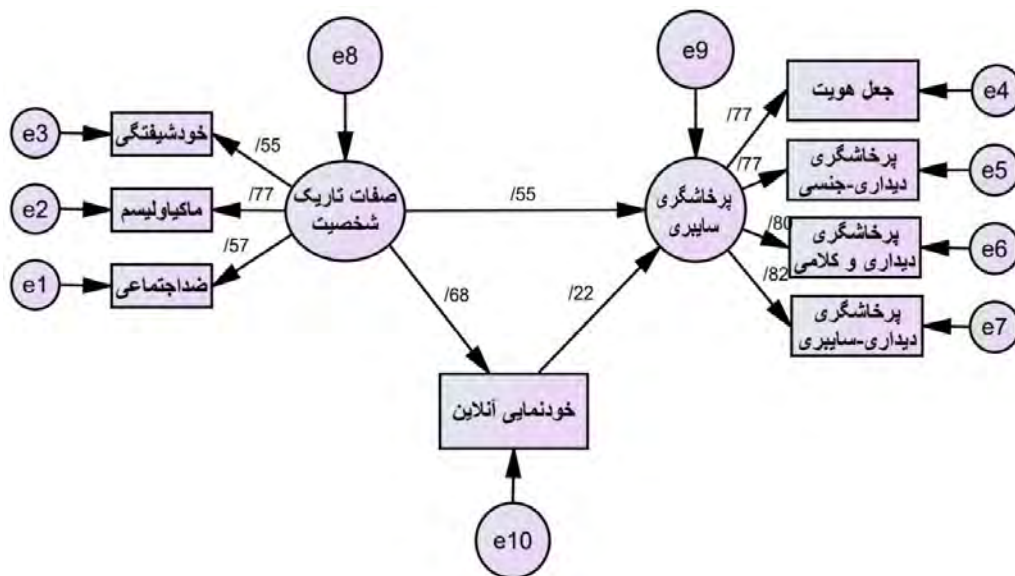 e8
e9
e3
خودشیفتگی
/55
e2
ماکیاولیسم
/77
e1
ضداجتماعی
/57
صفات تاریک
شخصیت
/55
/68
/22
خودنمایی آنلاین
e10
پرخاشگری
سایبری
/77
جعل هویت
e4
/77
پرخاشگری
دیداری-جنسی
e5
/80
پرخاشگری
دیداری و کلامی
e6
/82
پرخاشگری
دیداری-سایبری
e7